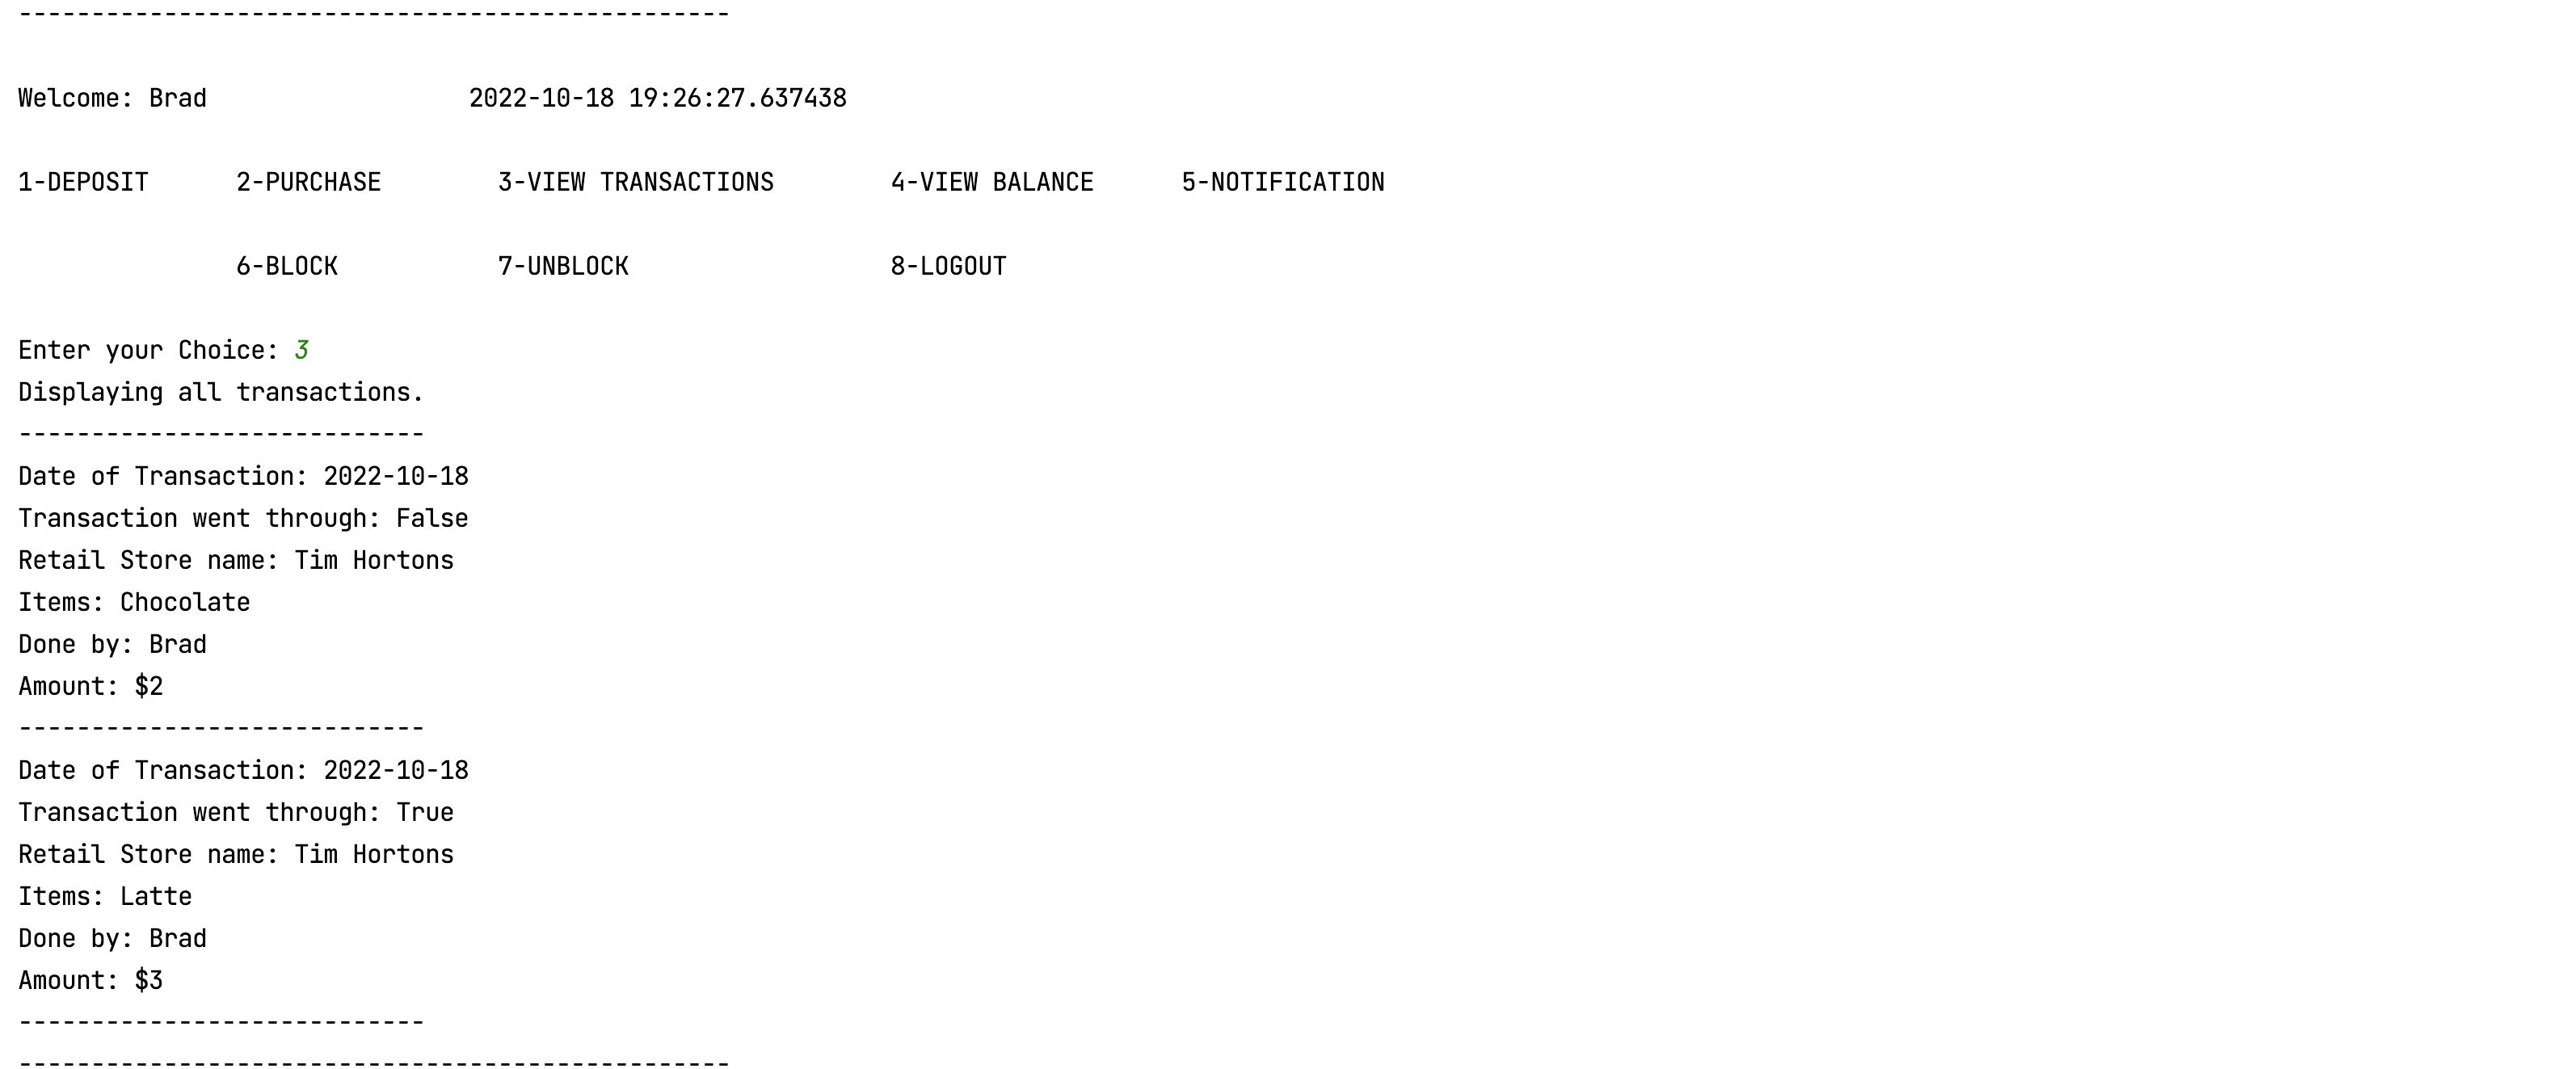 -------------------------------------------------
Welcome: Brad                  2022-10-18 19:26:27.637438
1-DEPOSIT      2-PURCHASE        3-VIEW TRANSACTIONS        4-VIEW BALANCE      5-NOTIFICATION
               6-BLOCK           7-UNBLOCK                  8-LOGOUT
Enter your Choice: 3
Displaying all transactions.
----------------------------
Date of Transaction: 2022-10-18
Transaction went through: False
Retail Store name: Tim Hortons
Items: Chocolate
Done by: Brad
Amount: $2
----------------------------
Date of Transaction: 2022-10-18
Transaction went through: True
Retail Store name: Tim Hortons
Items: Latte
Done by: Brad
Amount: $3
----------------------------
-------------------------------------------------